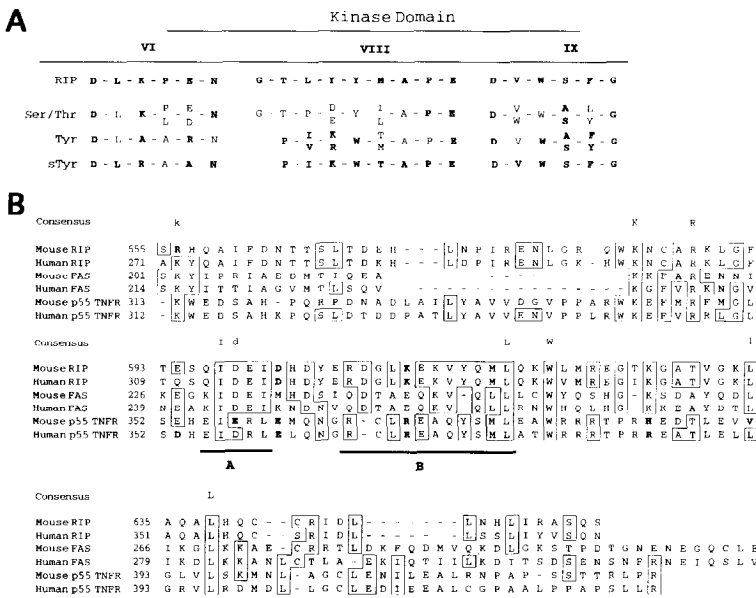 A
Kinase Domain
VI VIII IX
RIP D - L - K - P - E - N G - T - L - Y - Y - M - A - P - E D - V - W - S - F - G
P E D I V A L
Ser/Thr D - L - K - - - N G - T - P - - Y - - A - P - E D - - W - - - G
L D E L W S Y
I K T A F
Tyr D - L - A - A - R - N P - - - W - - A - P - E D - V - W - - - G
V R M S Y
sTyr D - L - R - A - A - N P - I - K - W - T - A - P - E D - V - W - S - F - G
B
Consensus k K R
Mouse RIP 555 S R M Q A I F D N T T S L T D E H - - - L N P I R E N L G R - Q W K N C A R K L G F
Human RIP 271 A K Y Q A I F D N T T S L T D K H - - - L D P I R E N L G K - H W K N C A R K L G F
Mouse FAS 201 S K Y I P R I A E D M T I Q E A K K F A R E N N I
Human FAS 214 S K Y I T T I A G V M T L S Q V K G F V R K N G V
Mouse p55 TNFR 313 - K W E D S A H - P Q R P D N A D L A I L Y A V V D G V P P A R W K E F M R F M G L
Human p55 TNFR 312 - K W E D S A H K P Q S L D T D D P A T L Y A V V E N V P P L R W K E F V R R L G L
Consensus I d L W l
Mouse RIP 593 T E S Q I D E I D H D Y E R D G L K E K V Y Q M L Q K W L M R E G T K G A T V G K L
Human RIP 309 T Q S Q I D E I D H D Y E R D G L K E K V Y Q M L Q K W V M R E G I K G A T V G K L
Mouse FAS 226 K E G K I D E I M H D S I Q D T A E Q K V - Q L L L C W Y Q S H G K - S D A Y Q D L
Human FAS 239 N E A K I D E I K N D N V Q D T A E Q K V - Q L L R N W H Q L H G K K E A Y D T L
Mouse p55 TNFR 352 S E H E I E R L E M Q N G R - C L R E A Q Y S M L E A W R R R T P R H E D T L E V V
Human p55 TNFR 352 S D H E I D R L E L Q N G R - C L R E A Q Y S M L A T W R R R T P R R E A T L E L L
A B
Consensus L
Mouse RIP 635 A Q A L H Q C - - C R I D L - - - - - - L N H L I R A S Q S
Human RIP 351 A Q A L H Q C - - S R I D L - - - - - - L S S L I Y V S Q N
Mouse FAS 266 I K G L K K A E - C R R T L D K F Q D M V Q K D L G K S T P D T G N E N E G Q C L E
Human FAS 279 I K D L K K A N L C T L A - E K I Q T I I L K D I T S D S E N S N F R N E I Q S L V
Mouse p55 TNFR 393 G L V L S K M N L - A G C L E N I L E A L R N P A P - S S T T R L P R
Human p55 TNFR 393 G R V L R D M D L - L G C L E D I E E A L C G P A A L P P A P S L L R